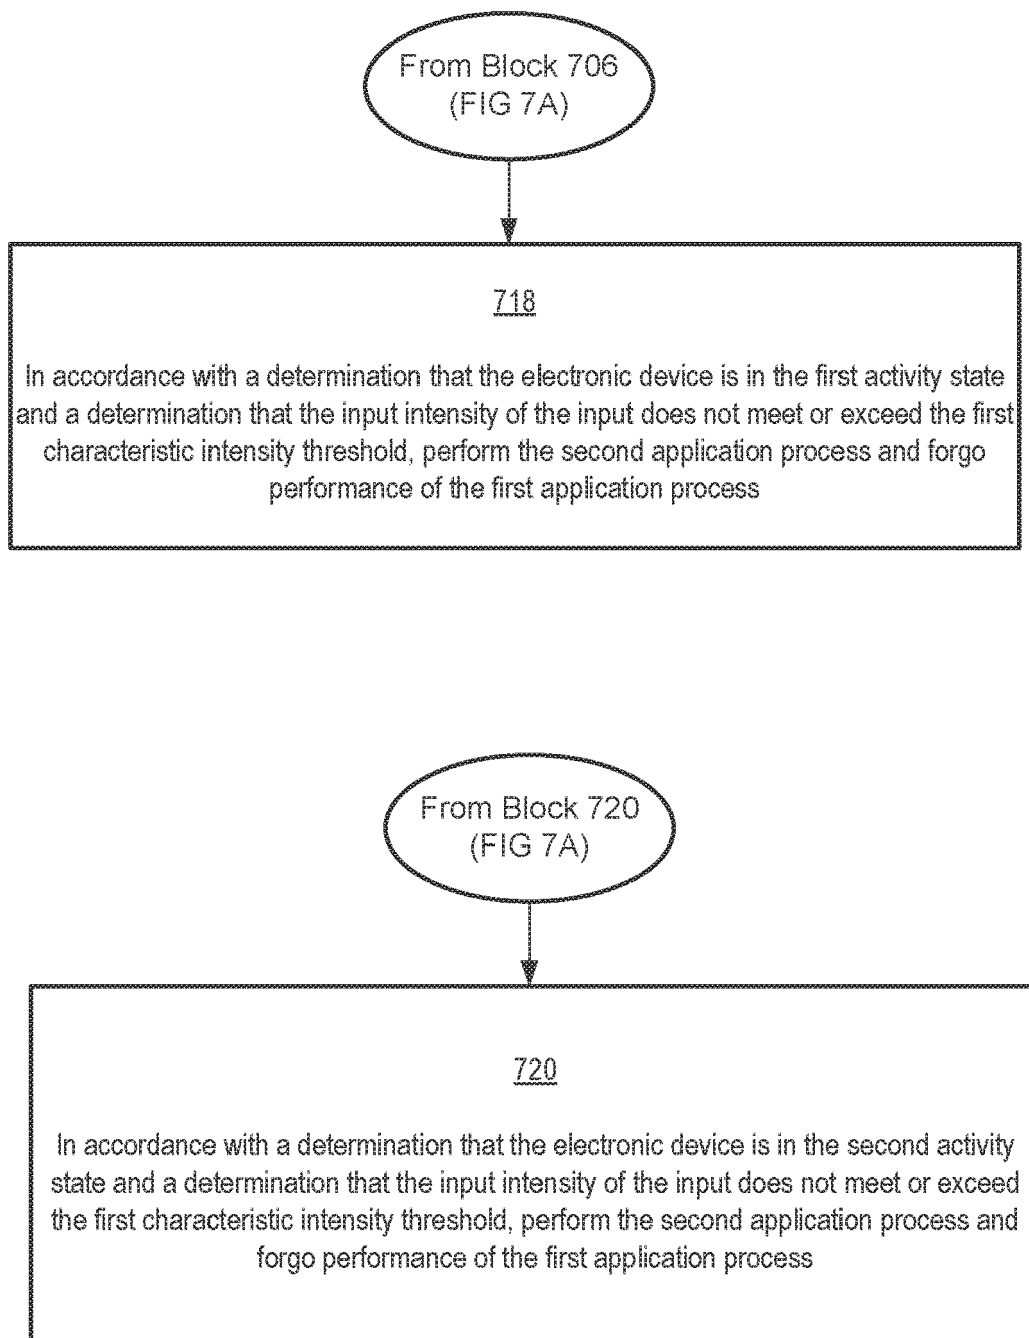 From Block 706
(FIG 7A)
718
In accordance with a determination that the electronic device is in the first activity state
and a determination that the input intensity of the input does not meet or exceed the first
characteristic intensity threshold, perform the second application process and forgo
performance of the first application process
From Block 720
(FIG 7A)
720
In accordance with a determination that the electronic device is in the second activity
state and a determination that the input intensity of the input does not meet or exceed
the first characteristic intensity threshold, perform the second application process and
forgo performance of the first application process